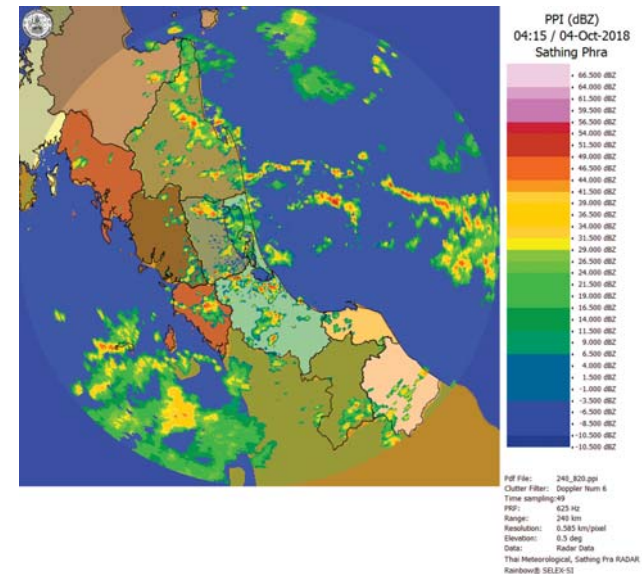 PPI (dBZ)
04:15 / 04-Oct-2018
Sathing Phra
66.500 dBZ
64.000 dBZ
61.500 dBZ
59.500 dBZ
56.500 dBZ
54.000 dBZ
51.500 dBZ
49.000 dBZ
46.500 dBZ
44.000 dBZ
41.500 dBZ
39.000 dBZ
36.500 dBZ
34.000 dBZ
31.500 dBZ
29.000 dBZ
26.500 dBZ
24.000 dBZ
21.500 dBZ
19.000 dBZ
16.500 dBZ
14.000 dBZ
11.500 dBZ
9.000 dBZ
6.500 dBZ
4.000 dBZ
1.500 dBZ
-1.000 dBZ
-3.500 dBZ
-6.500 dBZ
-8.500 dBZ
-10.500 dBZ
-10.500 dBZ
Pdf File: 240_820.ppi
Clutter Filter: Doppler Num 6
Time sampling:49
PRF: 625 Hz
Range: 240 km
Resolution: 0.585 km/pixel
Elevation: 0.5 deg
Data: Radar Data
Thai Meteorological, Sathing Pra RADAR
Rainbow® SELEX-SI